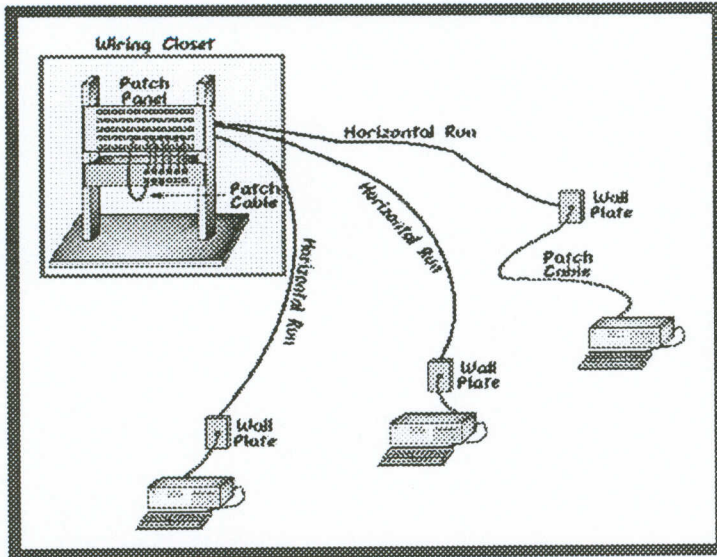 Wiring Closet
Patch
Panel
Patch
Cable
Horizontal Run
Horizontal Run
Horizontal Run
Wall
Plate
Patch
Cable
Wall
Plate
Wall
Plate